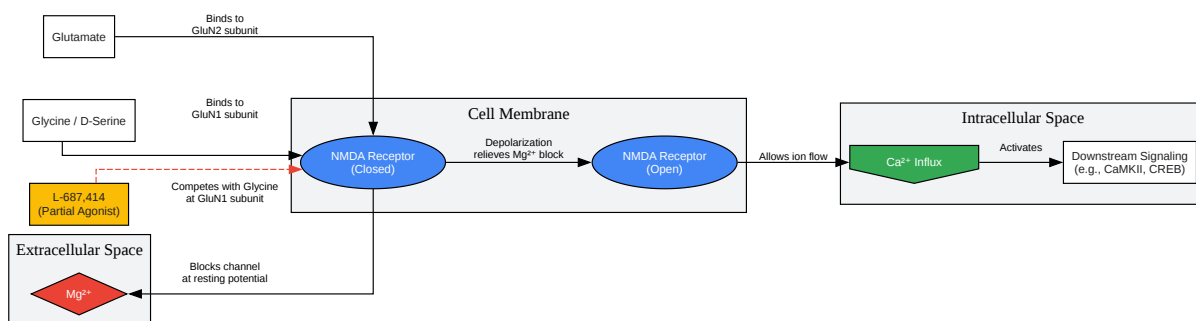 Glutamate
Binds to
GluN2 subunit
Glycine / D-Serine
Binds to
GluN1 subunit
L-687,414
(Partial Agonist)
Competes with Glycine
at GluN1 subunit
Cell Membrane
NMDA Receptor
(Closed)
Depolarization
relieves Mg²⁺ block
NMDA Receptor
(Open)
Allows ion flow
Intracellular Space
Ca²⁺ Influx
Activates
Downstream Signaling
(e.g., CaMKII, CREB)
Extracellular Space
Mg²⁺
Blocks channel
at resting potential